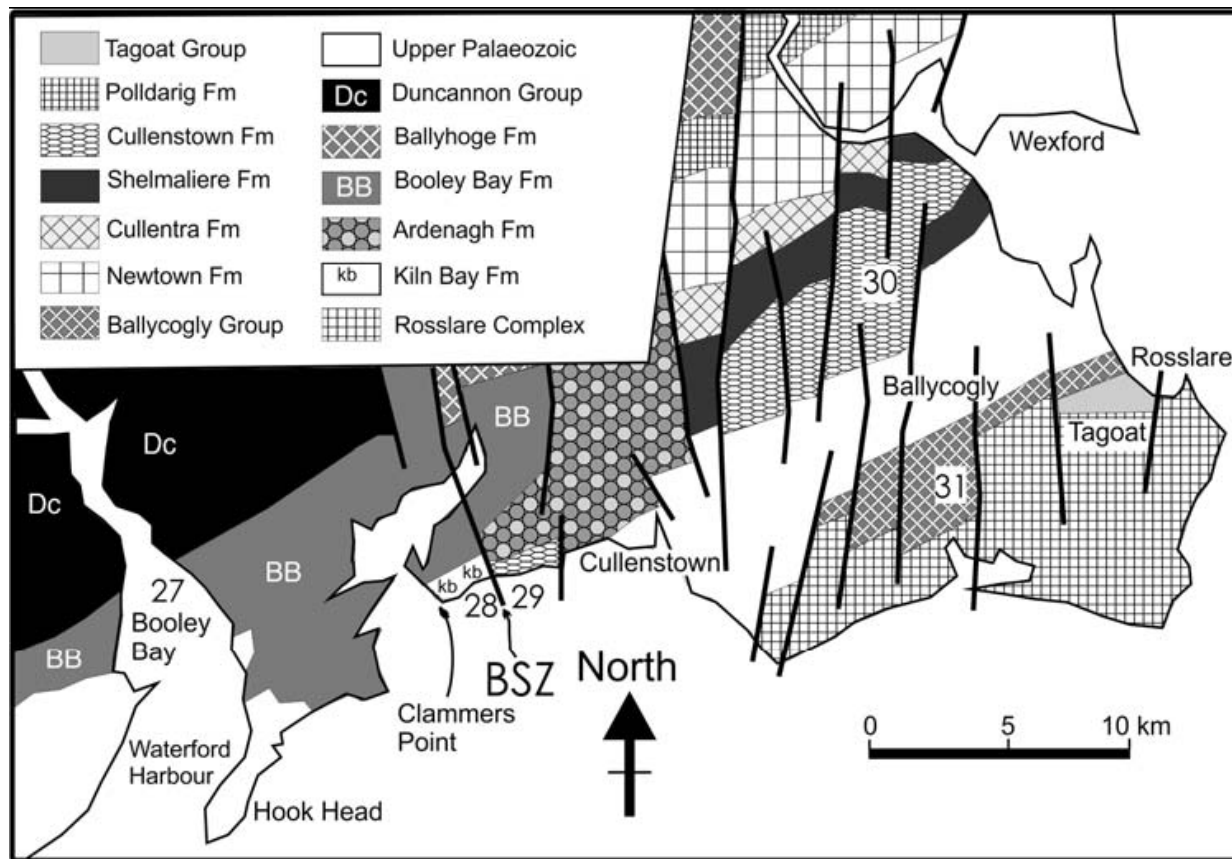 Tagoat Group
Polldarig Fm
Cullenstown Fm
Shelmaliere Fm
Cullentra Fm
Newtown Fm
Ballycogly Group
Upper Palaeozoic
Dc Duncannon Group
Ballyhoge Fm
BB Booley Bay Fm
Ardenagh Fm
kb Kiln Bay Fm
Rosslare Complex
Wexford
30
Rosslare
Ballycogly
Tagoat
31
Dc
Dc
BB
BB
BB
27
Booley
Bay
kb
kb
28
29
Cullenstown
BSZ
North
Clammers
Point
Waterford
Harbour
Hook Head
0 5 10 km